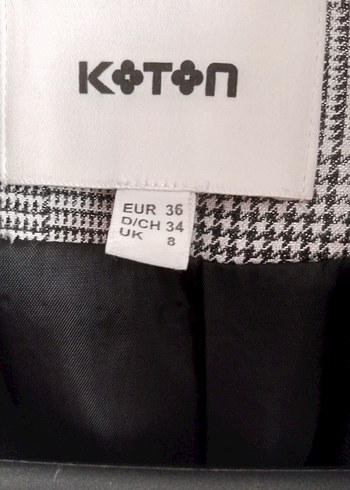 KOTON
EUR 36
D/CH 34
UK 8